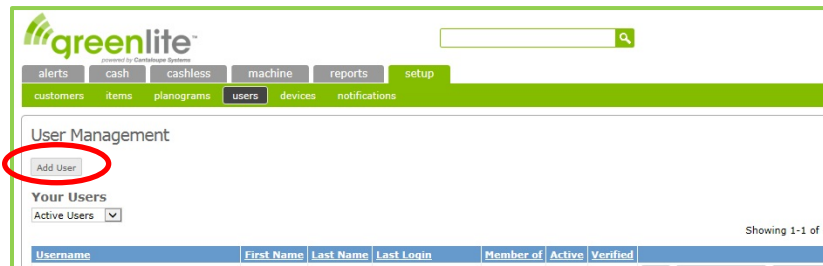 greenlite™
powered by Cantaloupe Systems
alerts cash cashless machine reports setup
customers items planograms users devices notifications
User Management
Add User
Your Users
Active Users
Showing 1-1 of
Username First Name Last Name Last Login Member of Active Verified